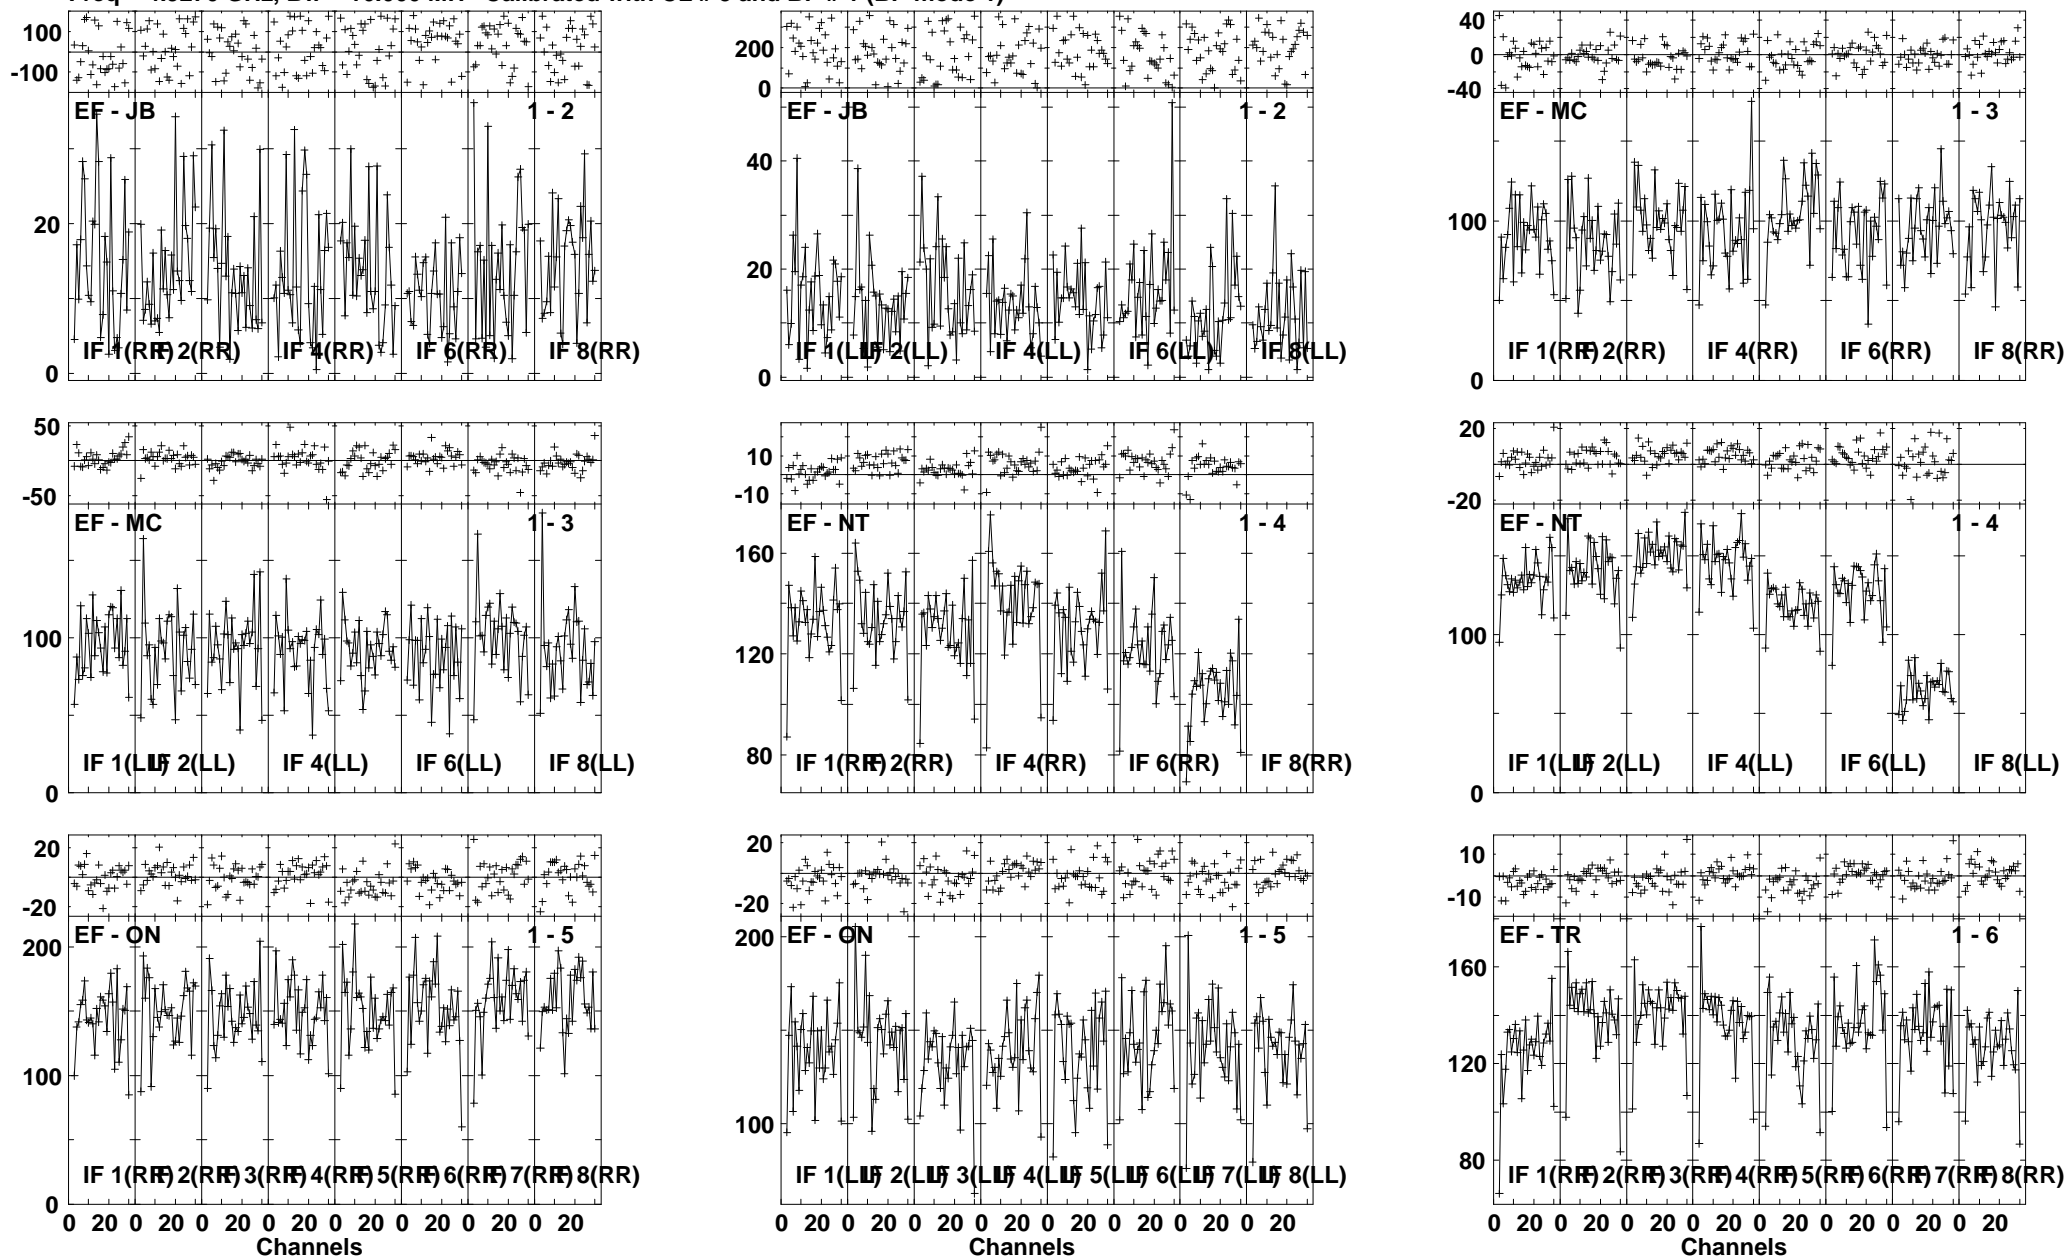 100
-100
EF - JB 1 - 2
20
0
IF 1(RR) IF 2(RR) IF 4(RR) IF 6(RR) IF 8(RR)
200
0
EF - JB 1 - 2
40
20
0
IF 1(LL) IF 2(LL) IF 4(LL) IF 6(LL) IF 8(LL)
40
0
-40
EF - MC 1 - 3
100
0
IF 1(RR) IF 2(RR) IF 4(RR) IF 6(RR) IF 8(RR)
50
-50
EF - MC 1 - 3
100
0
IF 1(LL) IF 2(LL) IF 4(LL) IF 6(LL) IF 8(LL)
10
-10
EF - NT 1 - 4
160
120
80
IF 1(RR) IF 2(RR) IF 4(RR) IF 6(RR) IF 8(RR)
20
-20
EF - NT 1 - 4
100
0
IF 1(LL) IF 2(LL) IF 4(LL) IF 6(LL) IF 8(LL)
20
-20
EF - ON 1 - 5
200
100
0
IF 1(RR) IF 2(RR) IF 3(RR) IF 4(RR) IF 5(RR) IF 6(RR) IF 7(RR) IF 8(RR)
0 20 0 20 0 20 0 20 0 20 0 20 0 20 0 20
Channels
20
-20
EF - ON 1 - 5
200
100
IF 1(LL) IF 2(LL) IF 3(LL) IF 4(LL) IF 5(LL) IF 6(LL) IF 7(LL) IF 8(LL)
0 20 0 20 0 20 0 20 0 20 0 20 0 20 0 20
Channels
10
-10
EF - TR 1 - 6
160
120
80
IF 1(RR) IF 2(RR) IF 3(RR) IF 4(RR) IF 5(RR) IF 6(RR) IF 7(RR) IF 8(RR)
0 20 0 20 0 20 0 20 0 20 0 20 0 20 0 20
Channels